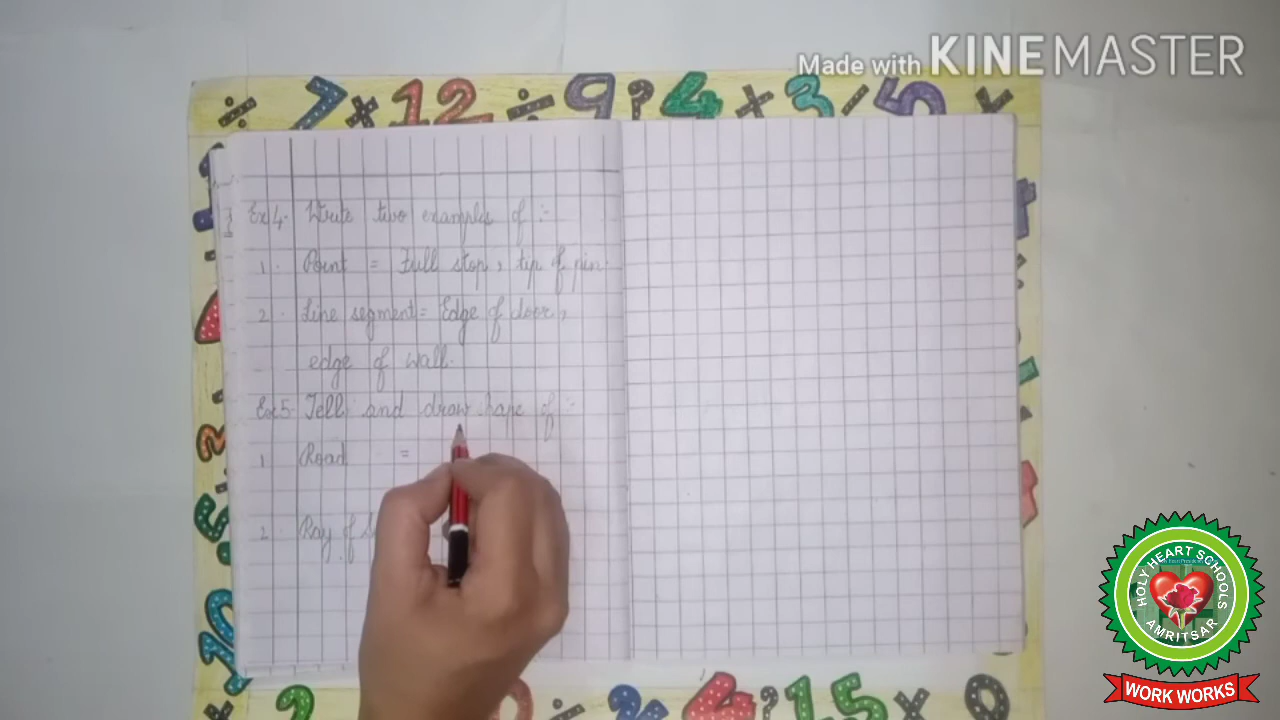 Made with KINEMASTER
Ex 4. Write two example of :-
1. Point = Full stop, tip of pin.
2. Line segment = Edge of door,
edge of wall.
Ex 5. Tell and draw shape of :-
1 Road =
2. Ray of
HOLY HEART SCHOOLS
AMRITSAR
WORK WORKS